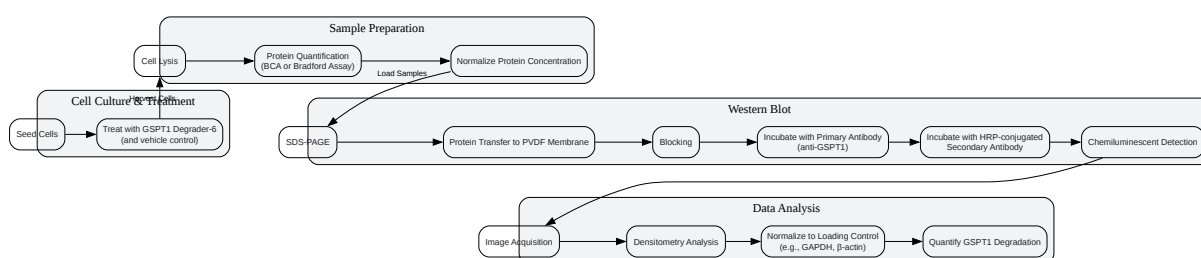 Sample Preparation
Cell Lysis
Protein Quantification
(BCA or Bradford Assay)
Normalize Protein Concentration
Load Samples
Harvest Cells
Cell Culture & Treatment
Seed Cells
Treat with GSPT1 Degrader-6
(and vehicle control)
Western Blot
SDS-PAGE
Protein Transfer to PVDF Membrane
Blocking
Incubate with Primary Antibody
(anti-GSPT1)
Incubate with HRP-conjugated
Secondary Antibody
Chemiluminescent Detection
Data Analysis
Image Acquisition
Densitometry Analysis
Normalize to Loading Control
(e.g., GAPDH, β-actin)
Quantify GSPT1 Degradation